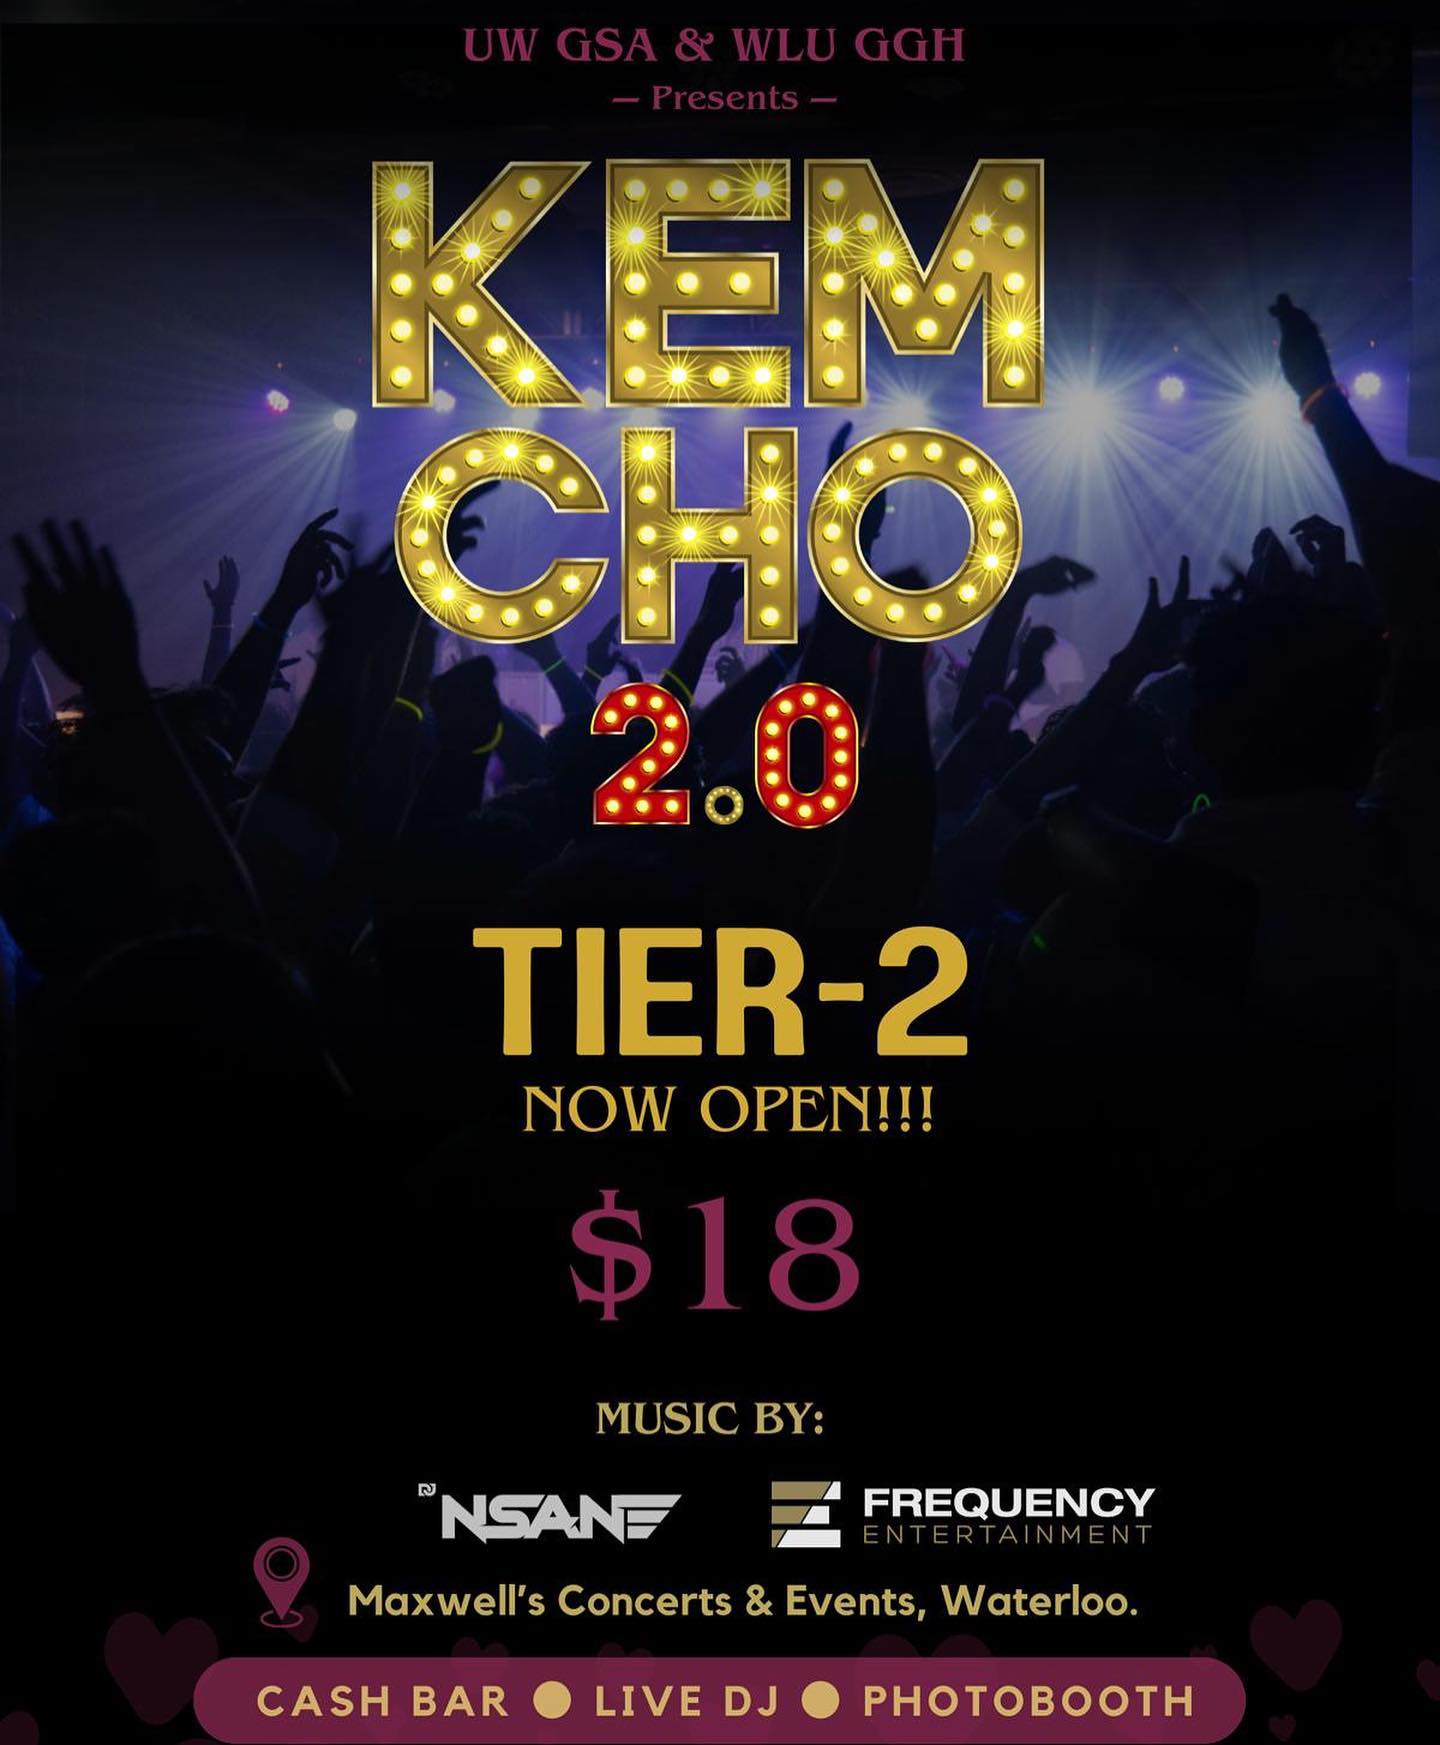 UW GSA & WLU GGH
— Presents —
KEM
CHO
2.0
TIER-2
NOW OPEN!!!
$18
MUSIC BY:
DJ NSANE
FREQUENCY
ENTERTAINMENT
Maxwell's Concerts & Events, Waterloo.
CASH BAR ● LIVE DJ ● PHOTOBOOTH